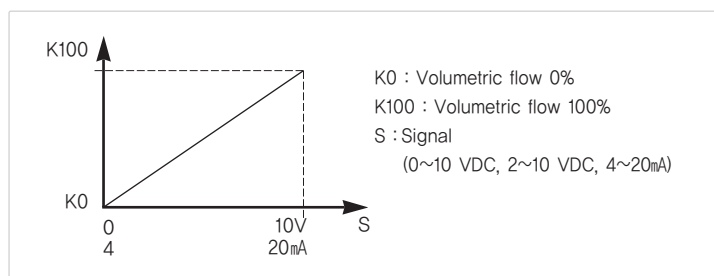 K100
K0 : Volumetric flow 0%
K100 : Volumetric flow 100%
S : Signal
(0~10 VDC, 2~10 VDC, 4~20㎃)
K0
0 10V S
4 20㎃